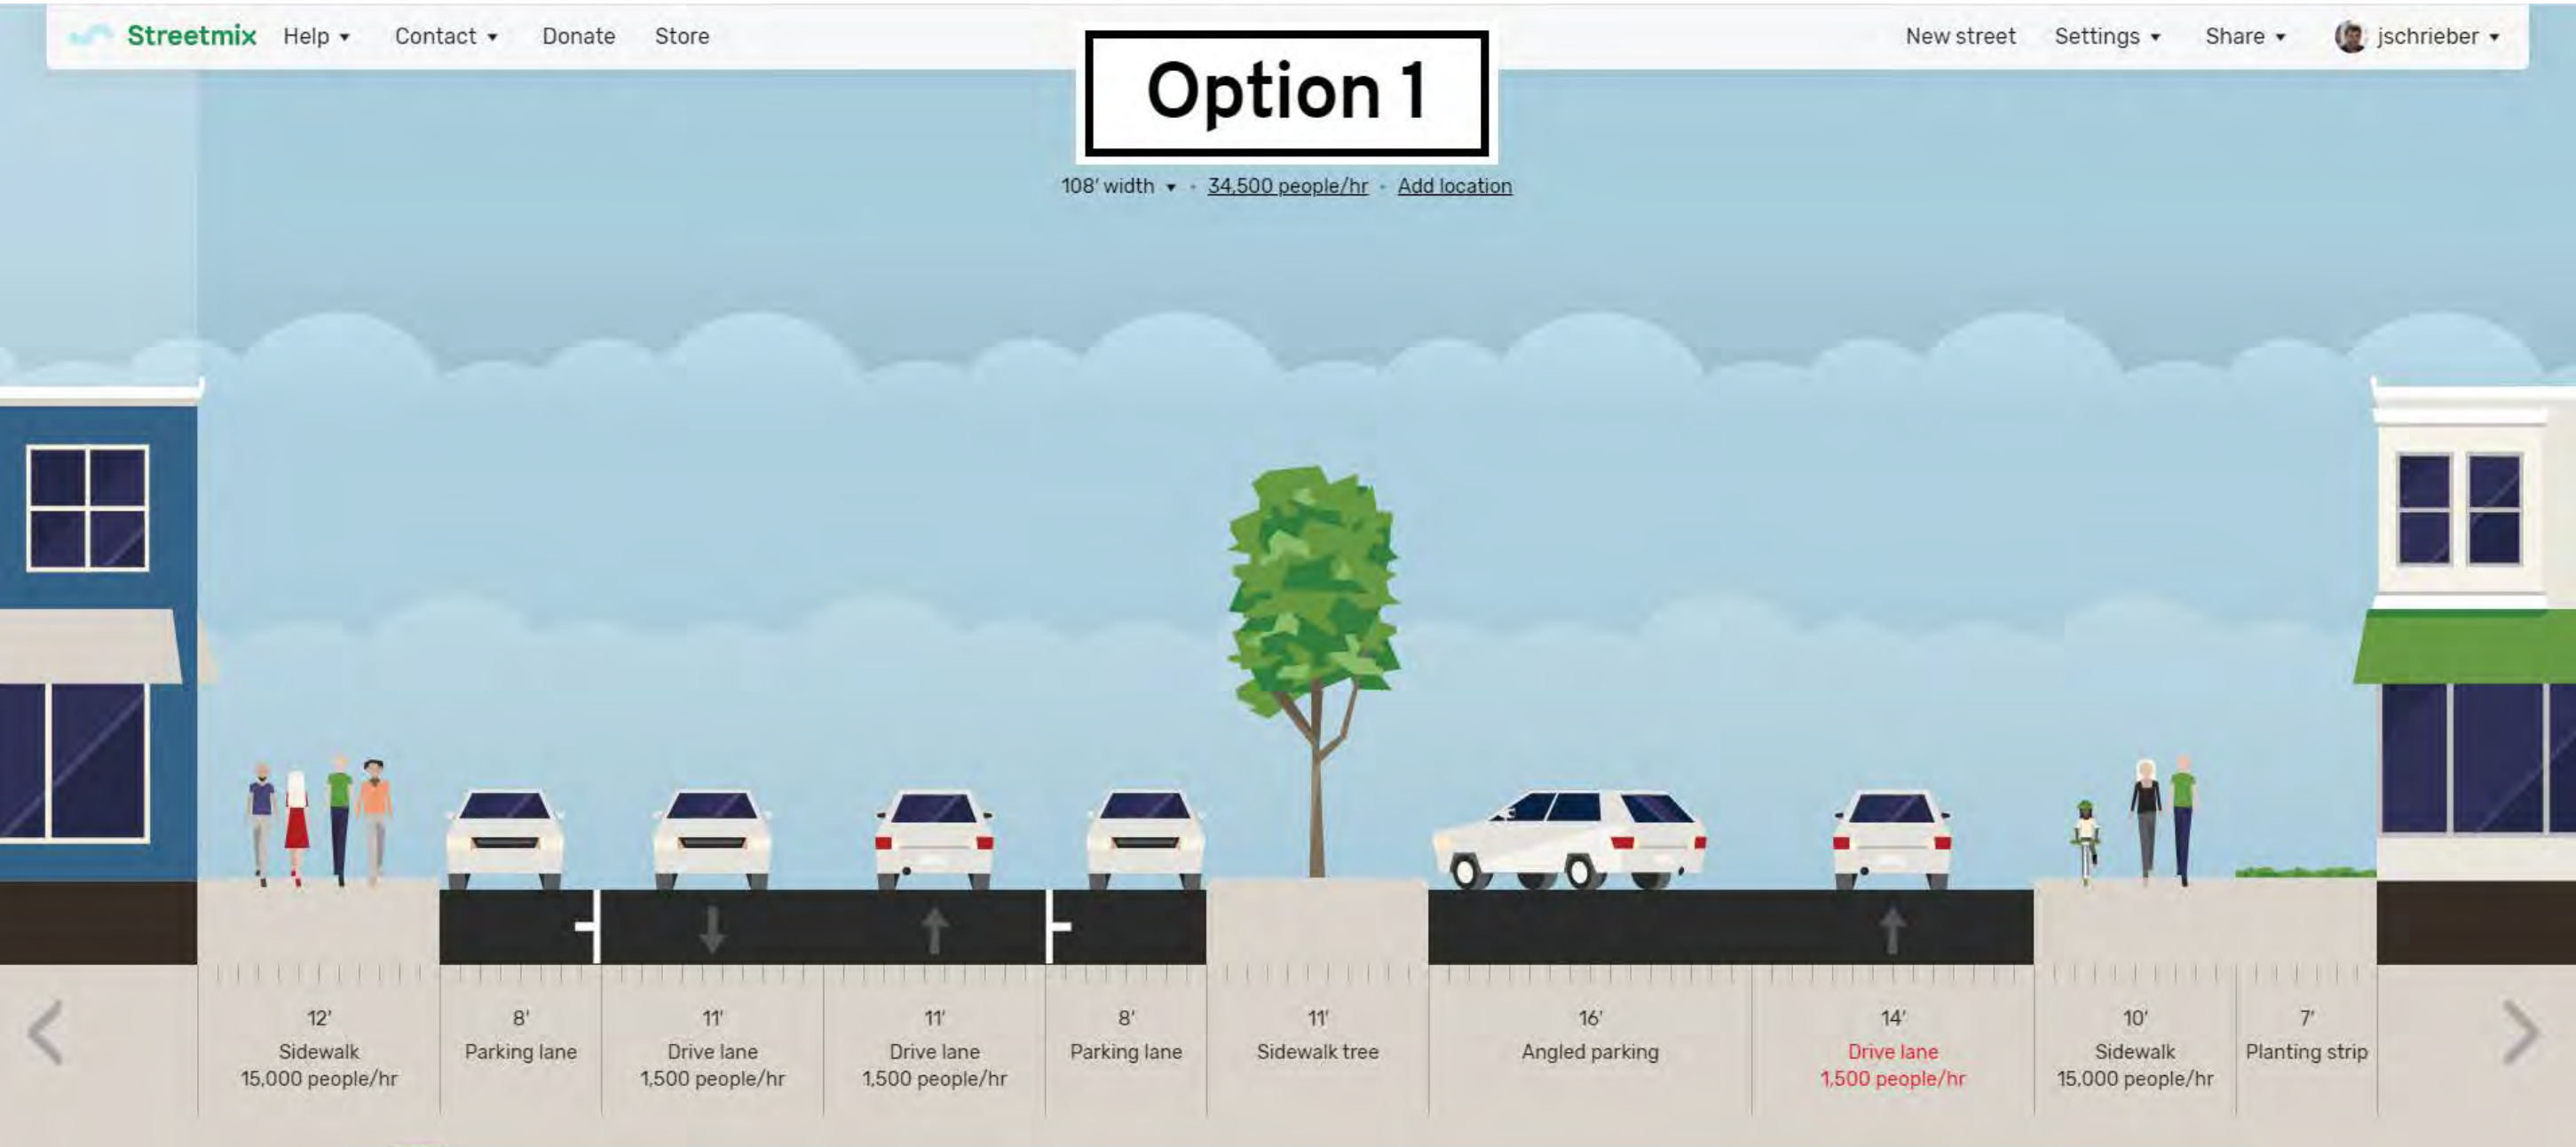 Streetmix Help Contact Donate Store
New street Settings Share jschrieber
Option 1
108' width · 34,500 people/hr · Add location
12' 8' 11' 11' 8' 11' 16' 14' 10' 7'
Sidewalk Parking lane Drive lane Drive lane Parking lane Sidewalk tree Angled parking Drive lane Sidewalk Planting strip
15,000 people/hr 1,500 people/hr 1,500 people/hr 1,500 people/hr 15,000 people/hr